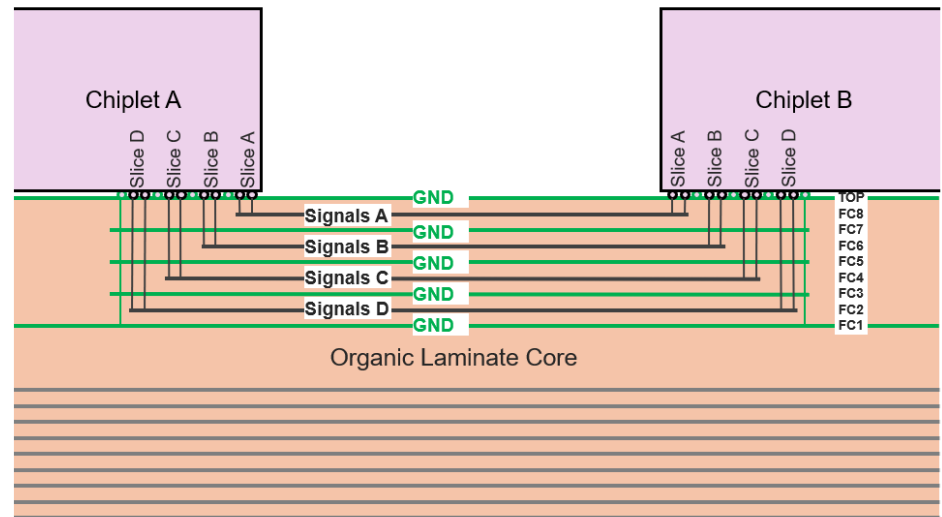 Chiplet A
Chiplet B
Slice D
Slice C
Slice B
Slice A
Slice A
Slice B
Slice C
Slice D
GND
TOP
Signals A
FC8
GND
FC7
Signals B
FC6
GND
FC5
Signals C
FC4
GND
FC3
Signals D
FC2
GND
FC1
Organic Laminate Core